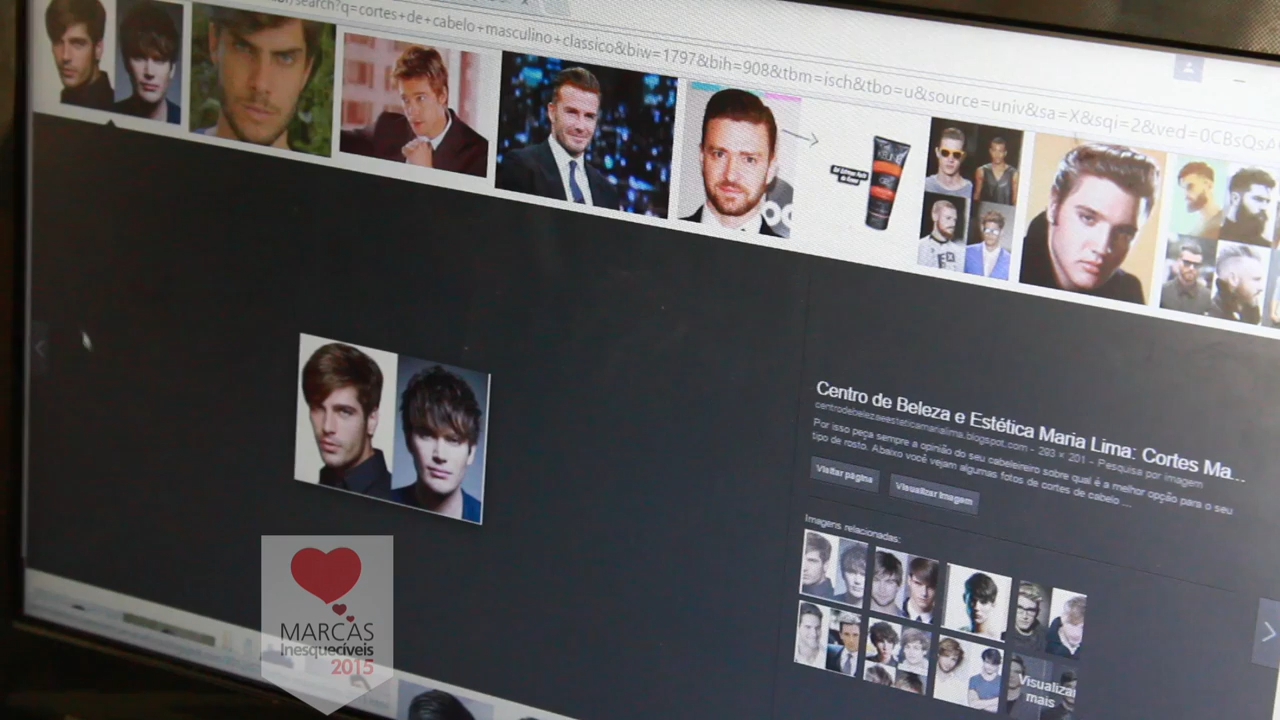 /search?q=cortes+de+cabelo+masculino+classico&biw=1797&bih=908&tbm=isch&tbo=u&source=univ&sa=X&sqi=2&ved=0CBsQsA
Centro de Beleza e Estética Maria Lima: Cortes Ma...
centrodebelezaeesteticamarialima.blogspot.com - 293 × 201 - Pesquisa por imagem
Por isso peça sempre a opinião do seu cabeleireiro sobre qual é a melhor opção para o seu
tipo de rosto. Abaixo você vejam algumas fotos de cortes de cabelo ...
Visitar página
Visualizar imagem
Imagens relacionadas:
Visualizar
mais
MARCAS
Inesquecíveis
2015